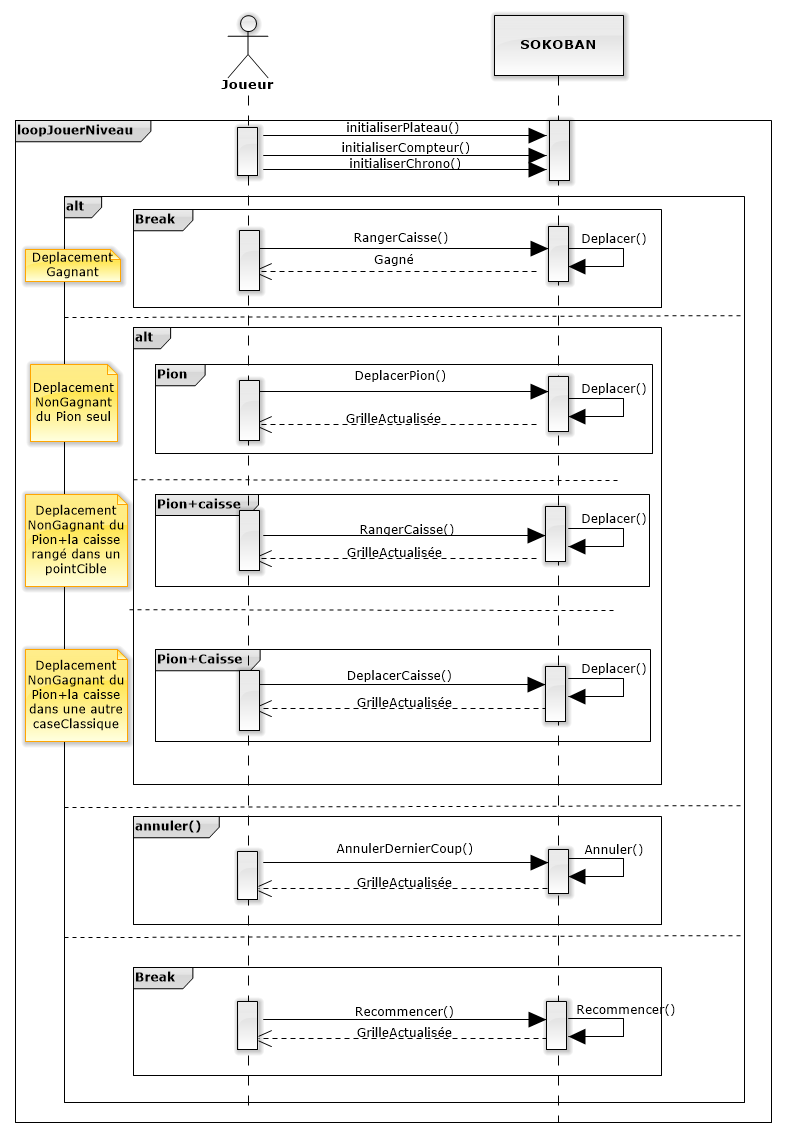 Joueur
SOKOBAN
loopJouerNiveau
initialiserPlateau()
initialiserCompteur()
initialiserChrono()
alt
Break
Deplacement
Gagnant
RangerCaisse()
Deplacer()
Gagné
alt
Pion
Deplacement
NonGagnant
du Pion seul
DeplacerPion()
Deplacer()
GrilleActualisée
Pion+caisse
Deplacement
NonGagnant du
Pion+la caisse
rangé dans un
pointCible
RangerCaisse()
Deplacer()
GrilleActualisée
Pion+Caisse
Deplacement
NonGagnant du
Pion+la caisse
dans une autre
caseClassique
DeplacerCaisse()
Deplacer()
GrilleActualisée
annuler()
AnnulerDernierCoup()
Annuler()
GrilleActualisée
Break
Recommencer()
Recommencer()
GrilleActualisée